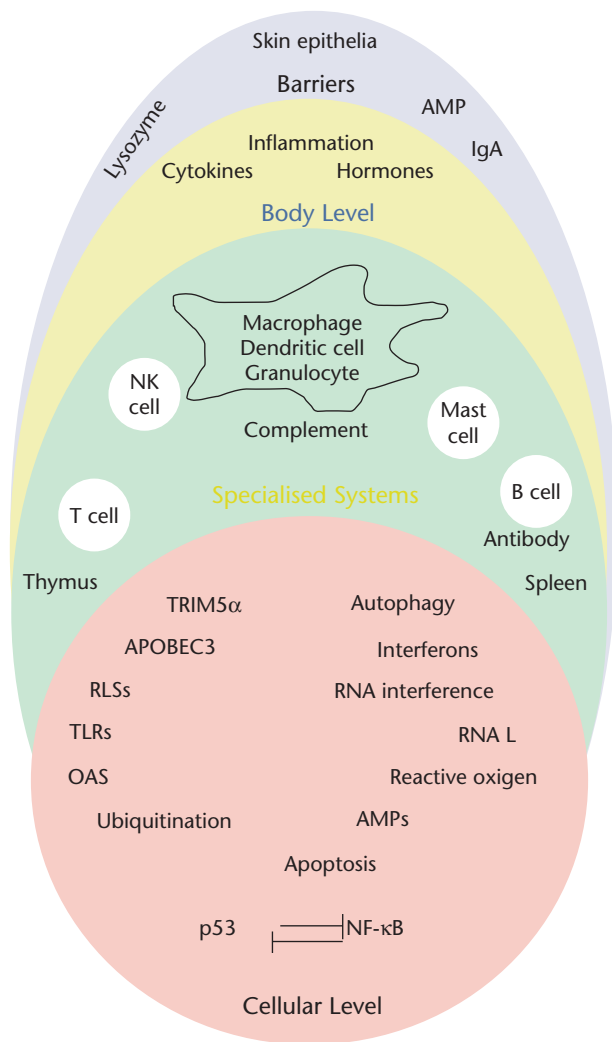 Skin epithelia
Barriers
Lysozyme
AMP
IgA
Inflammation
Cytokines
Hormones
Body Level
Macrophage
Dendritic cell
Granulocyte
NK
cell
Complement
Mast
cell
Specialised Systems
T cell
B cell
Antibody
Thymus
Spleen
TRIM5α
Autophagy
APOBEC3
Interferons
RLSs
RNA interference
TLRs
RNA L
OAS
Reactive oxigen
Ubiquitination
AMPs
Apoptosis
p53
NF-κB
Cellular Level